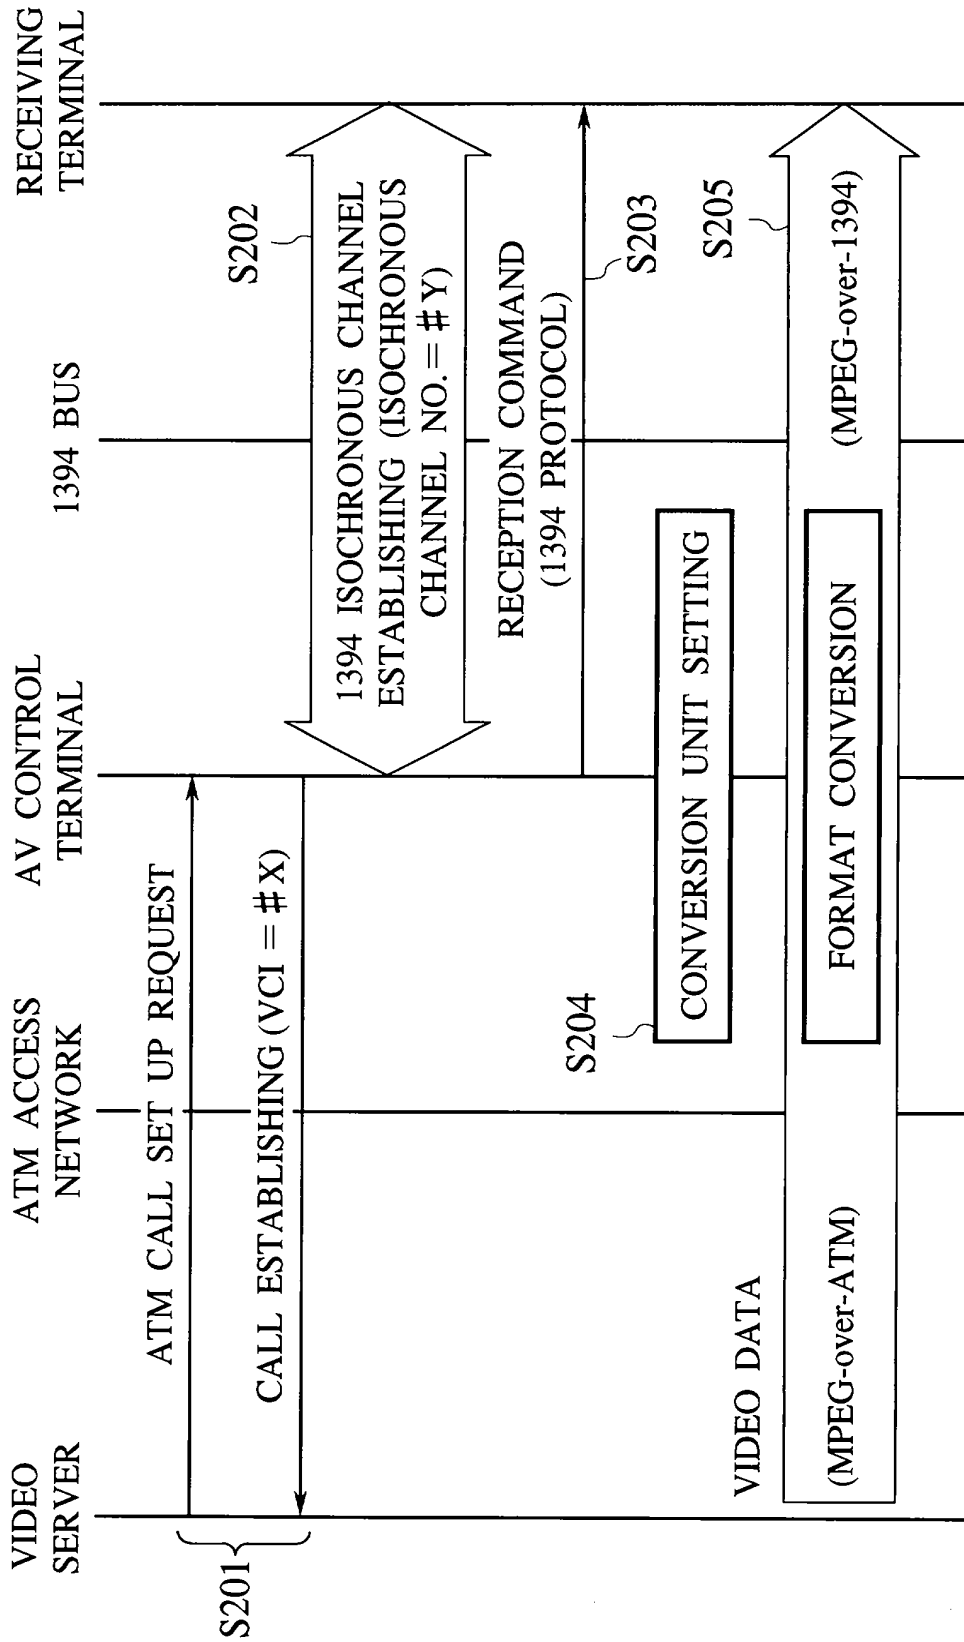 VIDEO
SERVER
ATM ACCESS
NETWORK
AV CONTROL
TERMINAL
1394 BUS
RECEIVING
TERMINAL
S201
ATM CALL SET UP REQUEST
CALL ESTABLISHING (VCI = #X)
S202
1394 ISOCHRONOUS CHANNEL
ESTABLISHING (ISOCHRONOUS
CHANNEL NO. = #Y)
RECEPTION COMMAND
(1394 PROTOCOL)
S203
S204
CONVERSION UNIT SETTING
VIDEO DATA
S205
(MPEG-over-ATM)
FORMAT CONVERSION
(MPEG-over-1394)